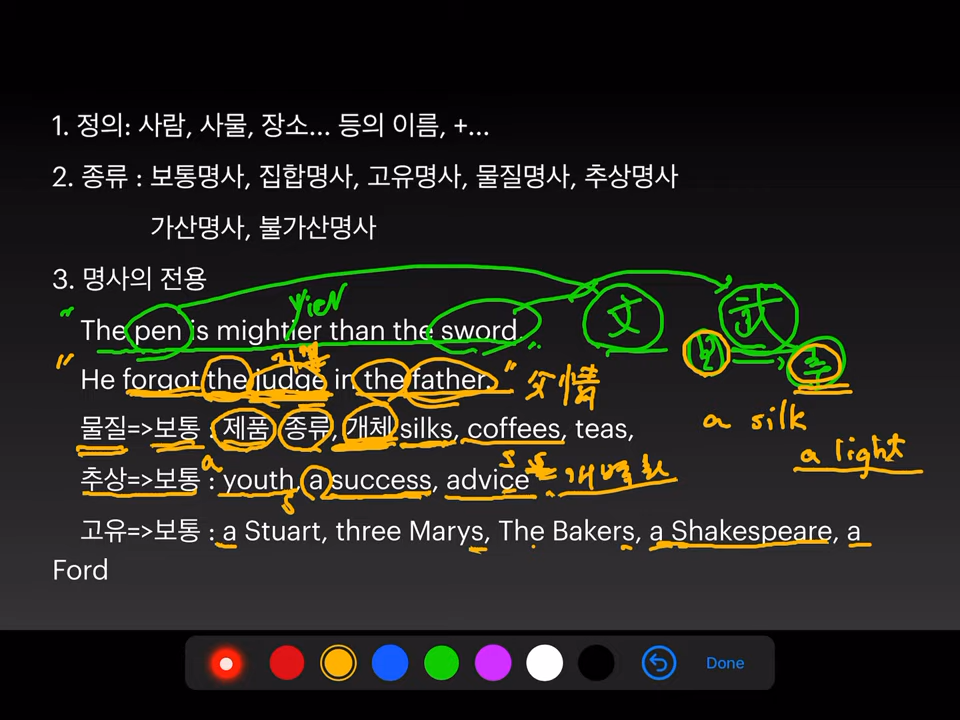 1. 정의: 사람, 사물, 장소... 등의 이름, +...
2. 종류 : 보통명사, 집합명사, 고유명사, 물질명사, 추상명사
가산명사, 불가산명사
3. 명사의 전용
The pen is mightier than the sword. 文 武
He forgot the judge in the father. 父情
물질=>보통 : 제품 종류, 개체 silks, coffees, teas, a silk
a light
추상=>보통 : a youth, a success, advice 개별화
고유=>보통 : a Stuart, three Marys, The Bakers, a Shakespeare, a
Ford
Done